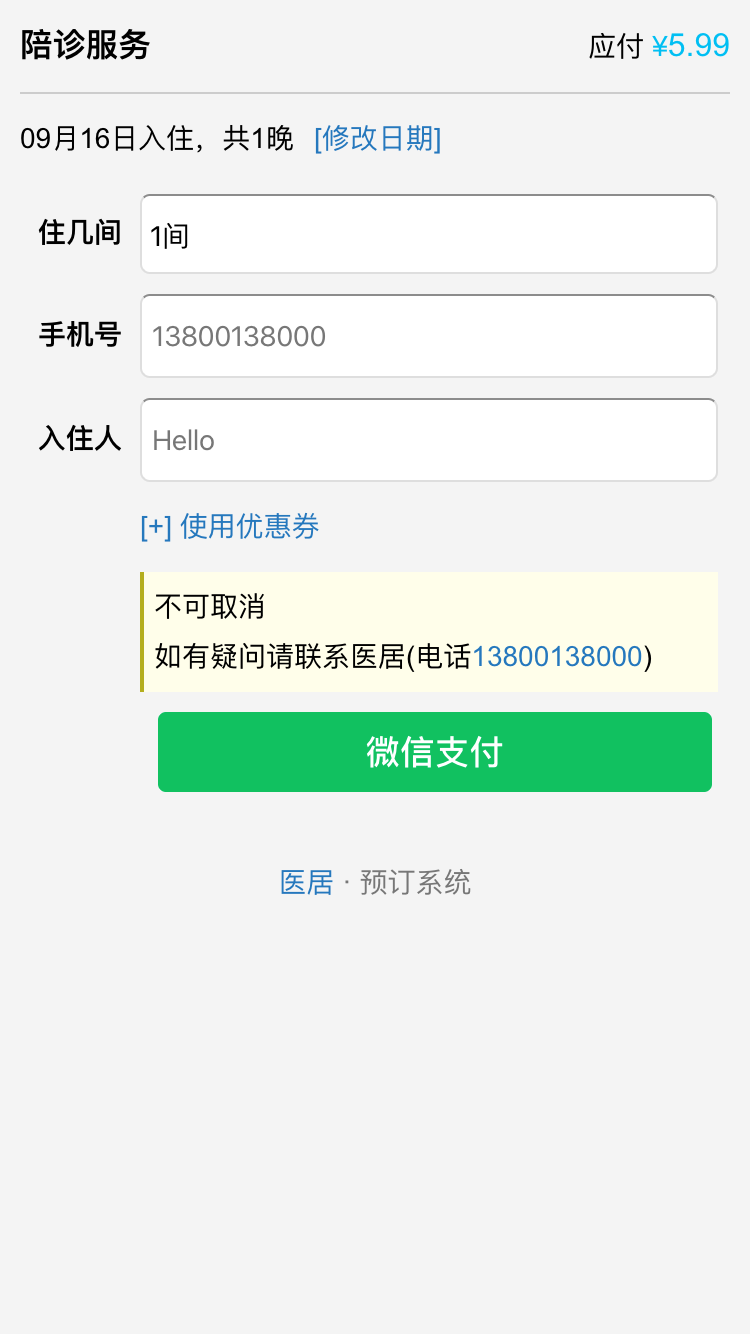 陪诊服务 应付 ¥5.99
09月16日入住，共1晚 [修改日期]
住几间 1间
手机号 13800138000
入住人 Hello
[+] 使用优惠券
不可取消
如有疑问请联系医居(电话13800138000)
微信支付
医居 · 预订系统